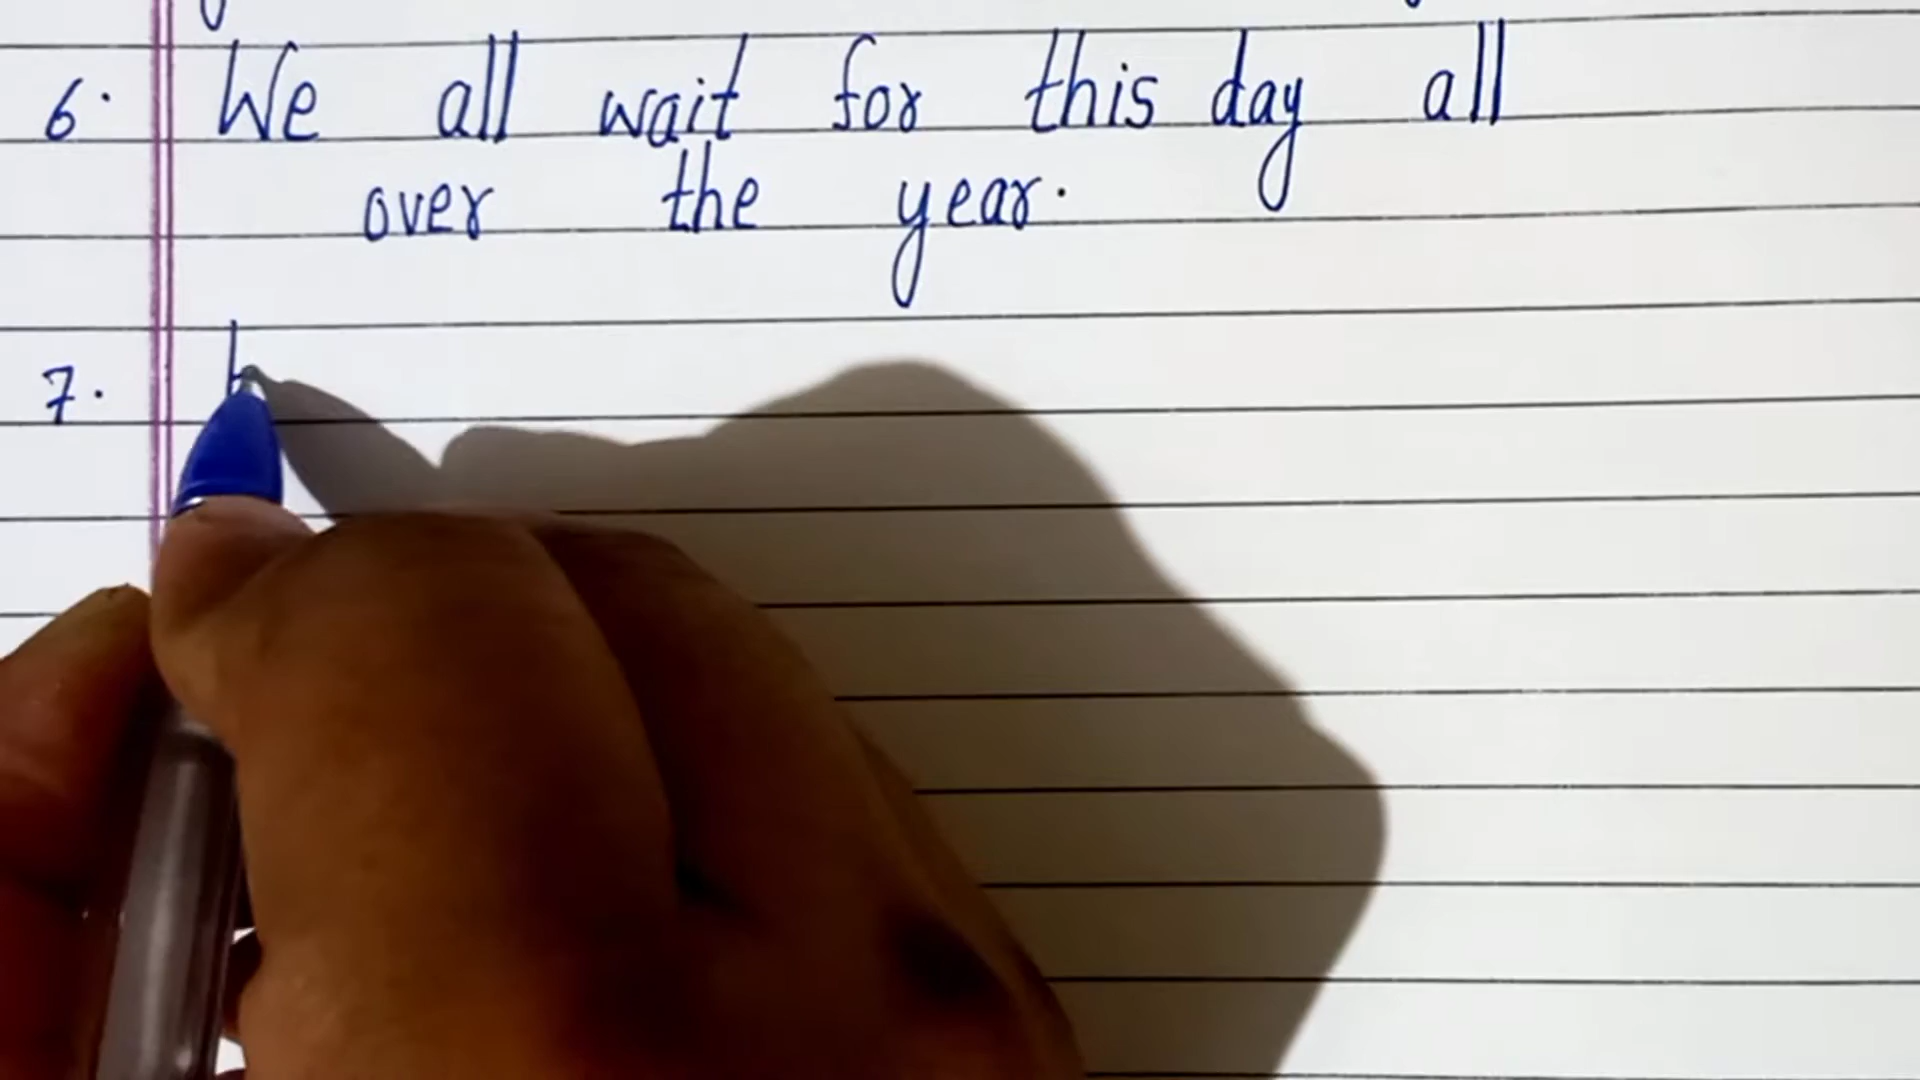 6. We all wait for this day all
over the year.
7.